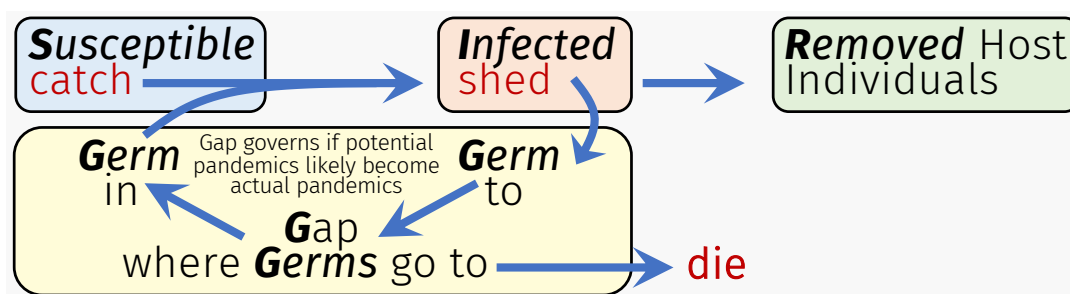 Susceptible
catch
Infected
shed
Removed Host
Individuals
Germ
in
Gap governs if potential
pandemics likely become
actual pandemics
Germ
to
Gap
where Germs go to
die